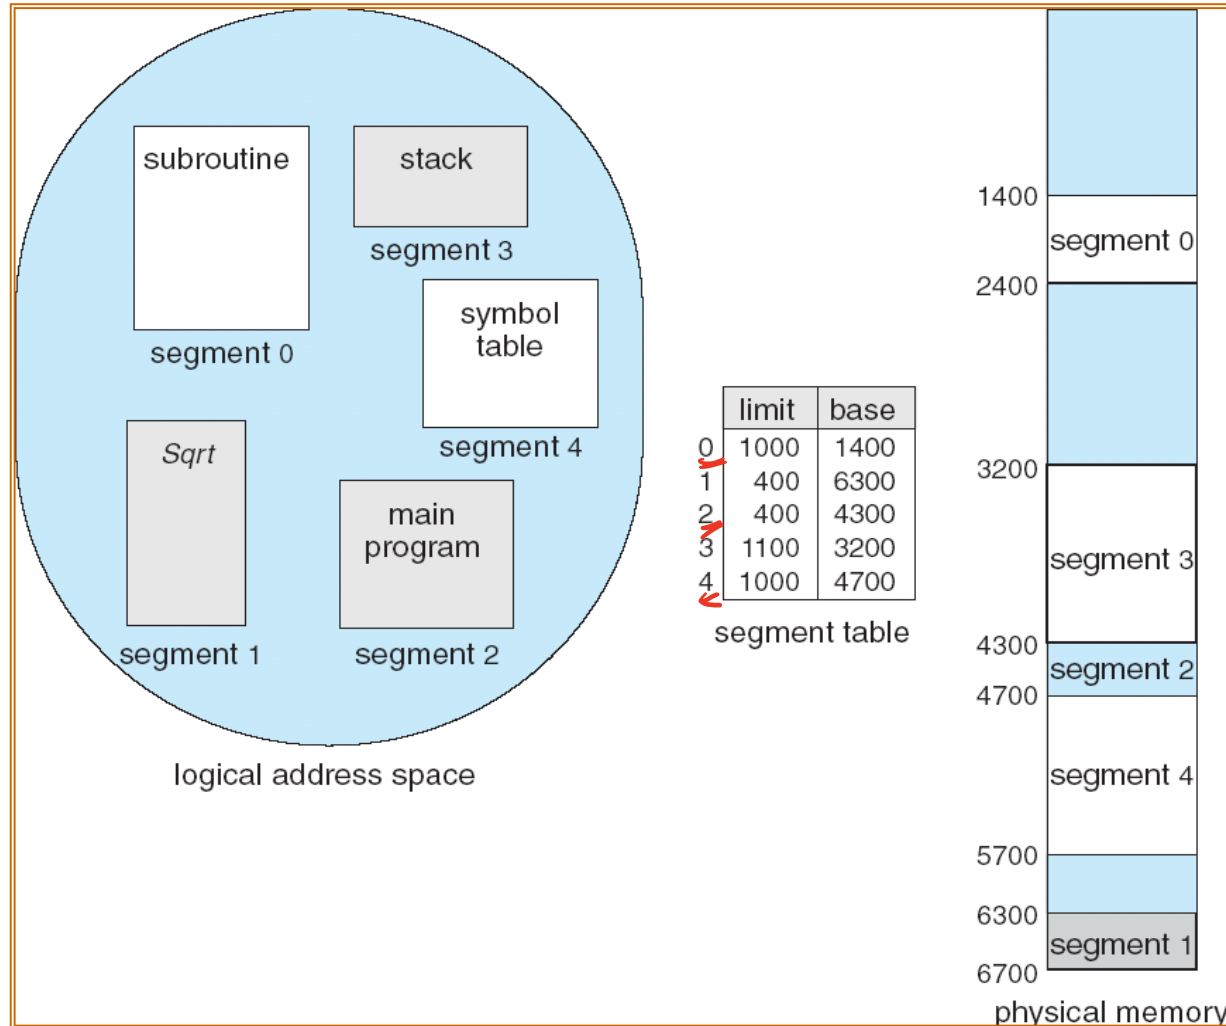 subroutine
segment 0
stack
segment 3
symbol
table
segment 4
Sqrt
segment 1
main
program
segment 2
logical address space
limit base
0 1000 1400
1 400 6300
2 400 4300
3 1100 3200
4 1000 4700
segment table
1400
segment 0
2400
3200
segment 3
4300
segment 2
4700
segment 4
5700
6300
segment 1
6700
physical memory